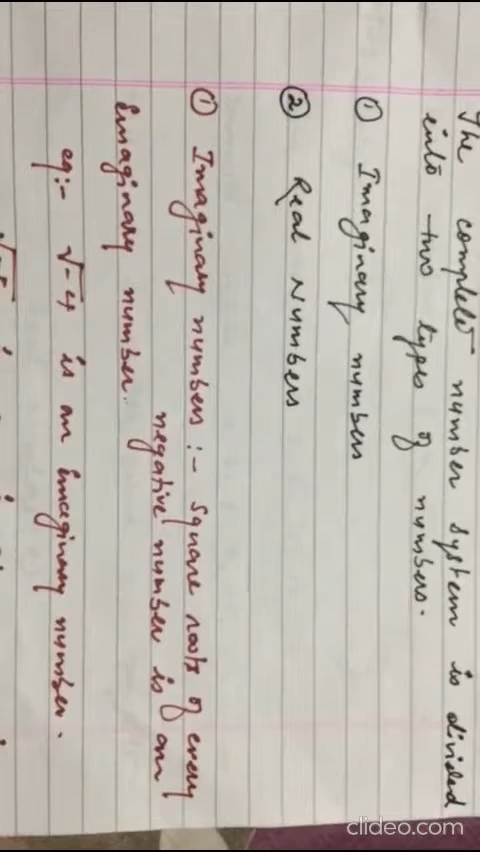 The complete number system is divided
into two types of numbers.
① Imaginary numbers
② Real Numbers
① Imaginary numbers :- Square roots of every
negative number is an
imaginary number.
eg:- √-4 is an imaginary number.
clideo.com